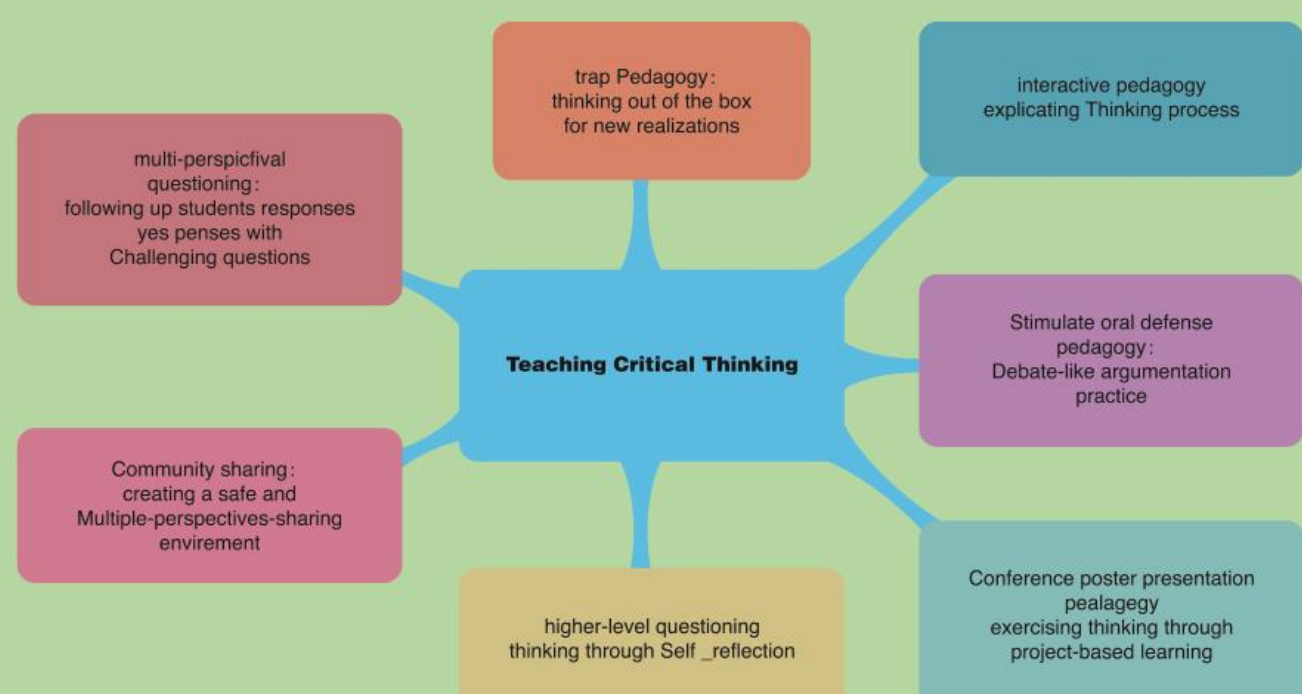 trap Pedagogy:
thinking out of the box
for new realizations
interactive pedagogy
explicating Thinking process
multi-perspicfival
questioning:
following up students responses
yes penses with
Challenging questions
Teaching Critical Thinking
Stimulate oral defense
pedagogy:
Debate-like argumentation
practice
Community sharing:
creating a safe and
Multiple-perspectives-sharing
envirement
higher-level questioning
thinking through Self _reflection
Conference poster presentation
pealagegy
exercising thinking through
project-based learning